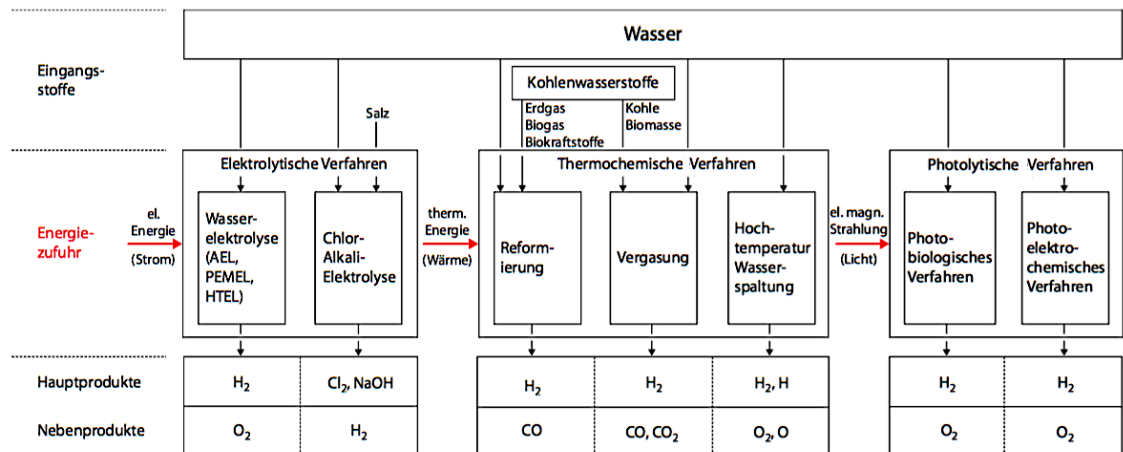 Wasser
Eingangs-
stoffe
Kohlenwasserstoffe
Erdgas
Biogas
Biokraftstoffe
Kohle
Biomasse
Salz
Elektrolytische Verfahren
Thermochemische Verfahren
Photolytische Verfahren
Energie-
zufuhr
el.
Energie
(Strom)
Wasser-
elektrolyse
(AEL,
PEMEL,
HTEL)
Chlor-
Alkali-
Elektrolyse
therm.
Energie
(Wärme)
Reform-
ierung
Vergasung
Hoch-
temperatur
Wasser-
spaltung
el. magn.
Strahlung
(Licht)
Photo-
biologisches
Verfahren
Photo-
elektro-
chemisches
Verfahren
Hauptprodukte H₂ Cl₂, NaOH H₂ H₂ H₂, H H₂ H₂
Nebenprodukte O₂ H₂ CO CO, CO₂ O₂, O O₂ O₂